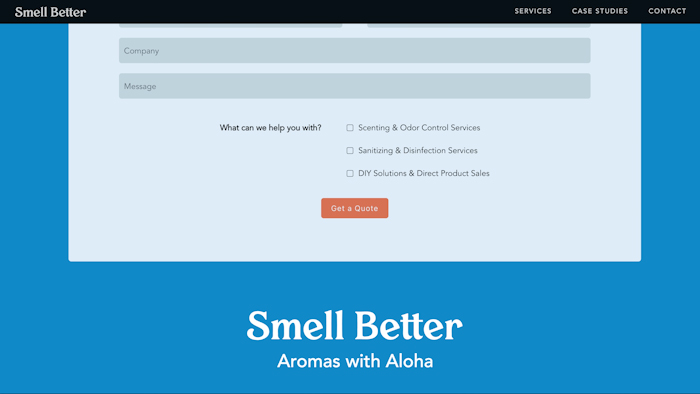 Smell Better
SERVICES CASE STUDIES CONTACT
Company
Message
What can we help you with?
Scenting & Odor Control Services
Sanitizing & Disinfection Services
DIY Solutions & Direct Product Sales
Get a Quote
Smell Better
Aromas with Aloha